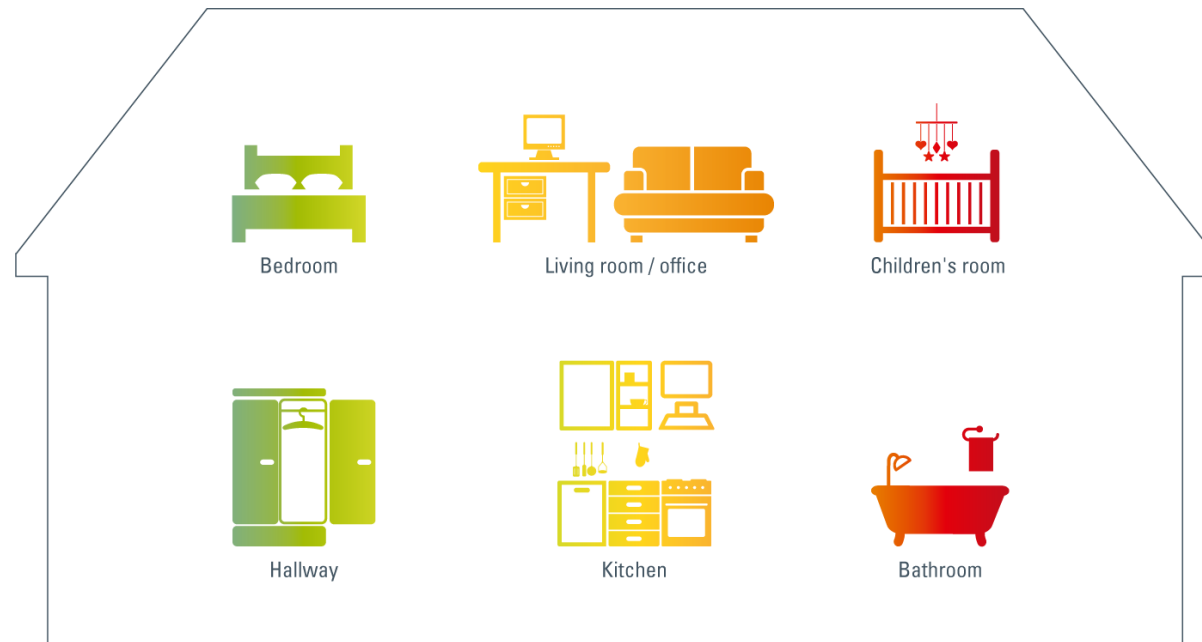 Bedroom
Living room / office
Children's room
Hallway
Kitchen
Bathroom